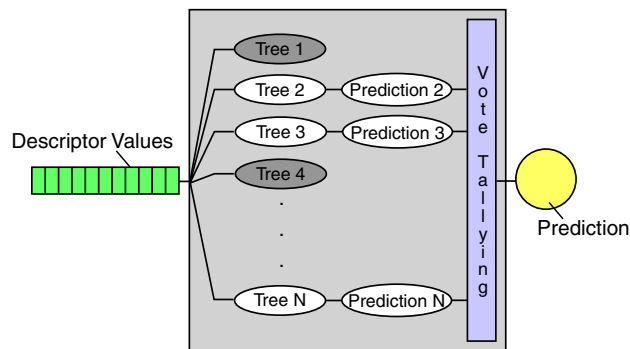 Descriptor Values
Tree 1
Tree 2
Prediction 2
Tree 3
Prediction 3
Tree 4
.
.
.
Tree N
Prediction N
Vote Tallying
Prediction